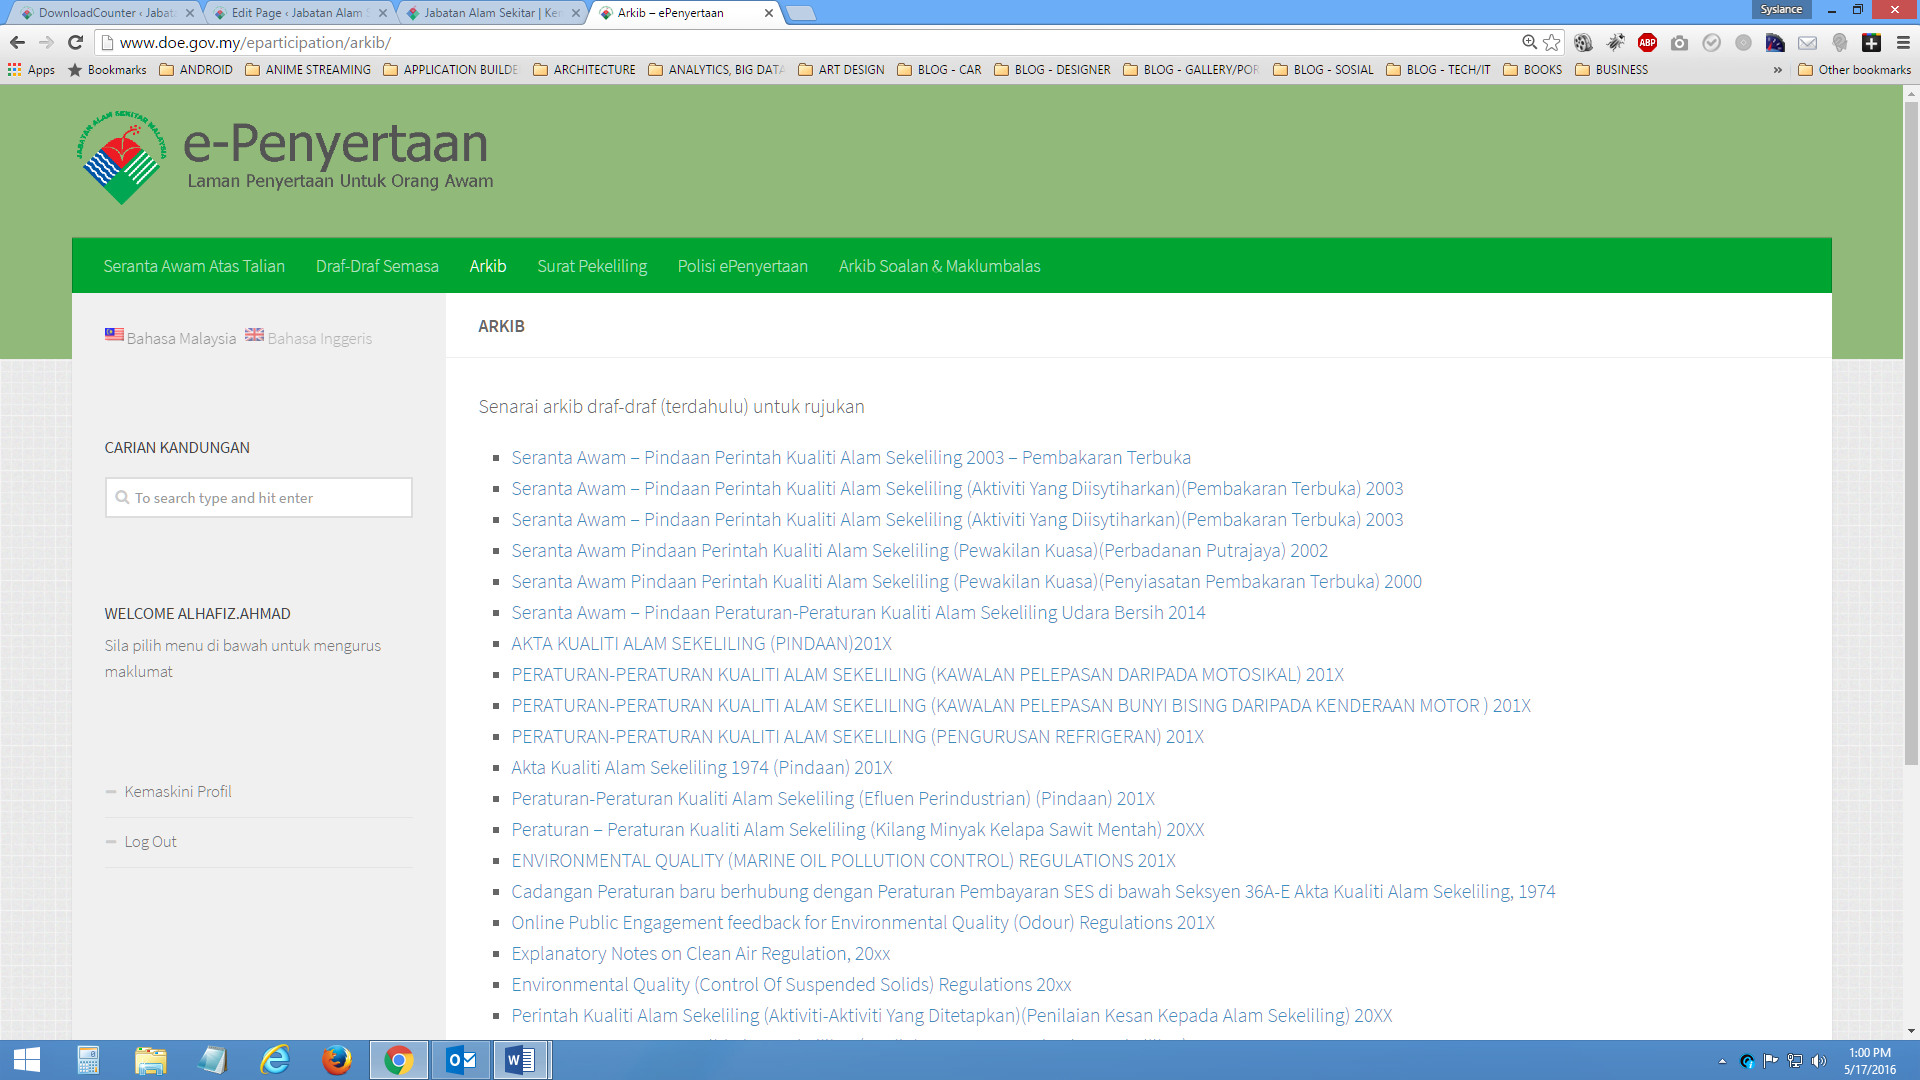 DownloadCounter ‹ Jabat
Edit Page ‹ Jabatan Alam S
Jabatan Alam Sekitar | Ken
Arkib – ePenyertaan
Syslance
www.doe.gov.my/eparticipation/arkib/
ABP
Apps
Bookmarks
ANDROID
ANIME STREAMING
APPLICATION BUILDE
ARCHITECTURE
ANALYTICS, BIG DATA
ART DESIGN
BLOG - CAR
BLOG - DESIGNER
BLOG - GALLERY/POR
BLOG - SOSIAL
BLOG - TECH/IT
BOOKS
BUSINESS
»
Other bookmarks
JABATAN ALAM SEKITAR MALAYSIA
e-Penyertaan
Laman Penyertaan Untuk Orang Awam
Seranta Awam Atas Talian
Draf-Draf Semasa
Arkib
Surat Pekeliling
Polisi ePenyertaan
Arkib Soalan & Maklumbalas
Bahasa Malaysia
Bahasa Inggeris
CARIAN KANDUNGAN
To search type and hit enter
WELCOME ALHAFIZ.AHMAD
Sila pilih menu di bawah untuk mengurus
maklumat
Kemaskini Profil
Log Out
ARKIB
Senarai arkib draf-draf (terdahulu) untuk rujukan
Seranta Awam – Pindaan Perintah Kualiti Alam Sekeliling 2003 – Pembakaran Terbuka
Seranta Awam – Pindaan Perintah Kualiti Alam Sekeliling (Aktiviti Yang Diisytiharkan)(Pembakaran Terbuka) 2003
Seranta Awam – Pindaan Perintah Kualiti Alam Sekeliling (Aktiviti Yang Diisytiharkan)(Pembakaran Terbuka) 2003
Seranta Awam Pindaan Perintah Kualiti Alam Sekeliling (Pewakilan Kuasa)(Perbadanan Putrajaya) 2002
Seranta Awam Pindaan Perintah Kualiti Alam Sekeliling (Pewakilan Kuasa)(Penyiasatan Pembakaran Terbuka) 2000
Seranta Awam – Pindaan Peraturan-Peraturan Kualiti Alam Sekeliling Udara Bersih 2014
AKTA KUALITI ALAM SEKELILING (PINDAAN)201X
PERATURAN-PERATURAN KUALITI ALAM SEKELILING (KAWALAN PELEPASAN DARIPADA MOTOSIKAL) 201X
PERATURAN-PERATURAN KUALITI ALAM SEKELILING (KAWALAN PELEPASAN BUNYI BISING DARIPADA KENDERAAN MOTOR ) 201X
PERATURAN-PERATURAN KUALITI ALAM SEKELILING (PENGURUSAN REFRIGERAN) 201X
Akta Kualiti Alam Sekeliling 1974 (Pindaan) 201X
Peraturan-Peraturan Kualiti Alam Sekeliling (Efluen Perindustrian) (Pindaan) 201X
Peraturan – Peraturan Kualiti Alam Sekeliling (Kilang Minyak Kelapa Sawit Mentah) 20XX
ENVIRONMENTAL QUALITY (MARINE OIL POLLUTION CONTROL) REGULATIONS 201X
Cadangan Peraturan baru berhubung dengan Peraturan Pembayaran SES di bawah Seksyen 36A-E Akta Kualiti Alam Sekeliling, 1974
Online Public Engagement feedback for Environmental Quality (Odour) Regulations 201X
Explanatory Notes on Clean Air Regulation, 20xx
Environmental Quality (Control Of Suspended Solids) Regulations 20xx
Perintah Kualiti Alam Sekeliling (Aktiviti-Aktiviti Yang Ditetapkan)(Penilaian Kesan Kepada Alam Sekeliling) 20XX
1:00 PM
5/17/2016